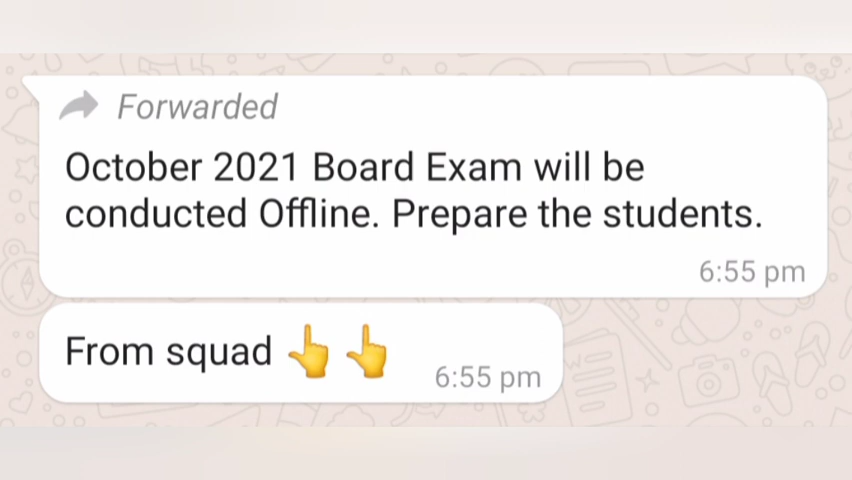 Forwarded
October 2021 Board Exam will be
conducted Offline. Prepare the students.
6:55 pm
From squad 👆👆
6:55 pm